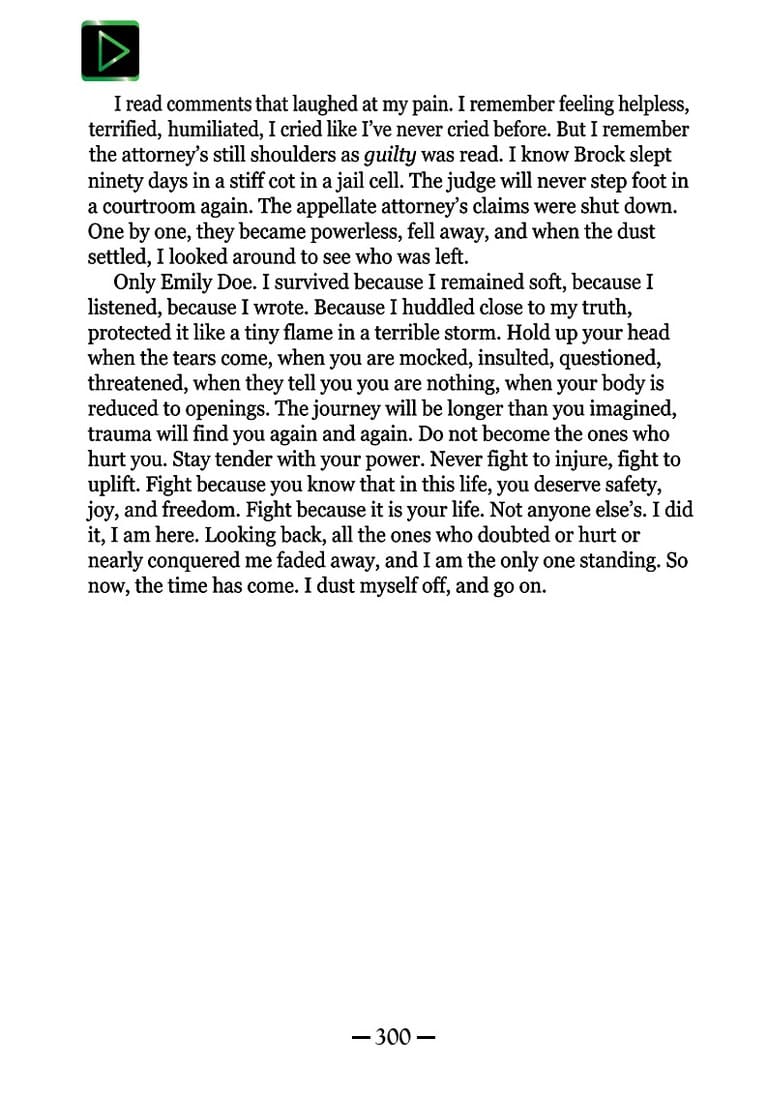 I read comments that laughed at my pain. I remember feeling helpless,
terrified, humiliated, I cried like I’ve never cried before. But I remember
the attorney’s still shoulders as guilty was read. I know Brock slept
ninety days in a stiff cot in a jail cell. The judge will never step foot in
a courtroom again. The appellate attorney’s claims were shut down.
One by one, they became powerless, fell away, and when the dust
settled, I looked around to see who was left.
Only Emily Doe. I survived because I remained soft, because I
listened, because I wrote. Because I huddled close to my truth,
protected it like a tiny flame in a terrible storm. Hold up your head
when the tears come, when you are mocked, insulted, questioned,
threatened, when they tell you you are nothing, when your body is
reduced to openings. The journey will be longer than you imagined,
trauma will find you again and again. Do not become the ones who
hurt you. Stay tender with your power. Never fight to injure, fight to
uplift. Fight because you know that in this life, you deserve safety,
joy, and freedom. Fight because it is your life. Not anyone else’s. I did
it, I am here. Looking back, all the ones who doubted or hurt or
nearly conquered me faded away, and I am the only one standing. So
now, the time has come. I dust myself off, and go on.
— 300 —